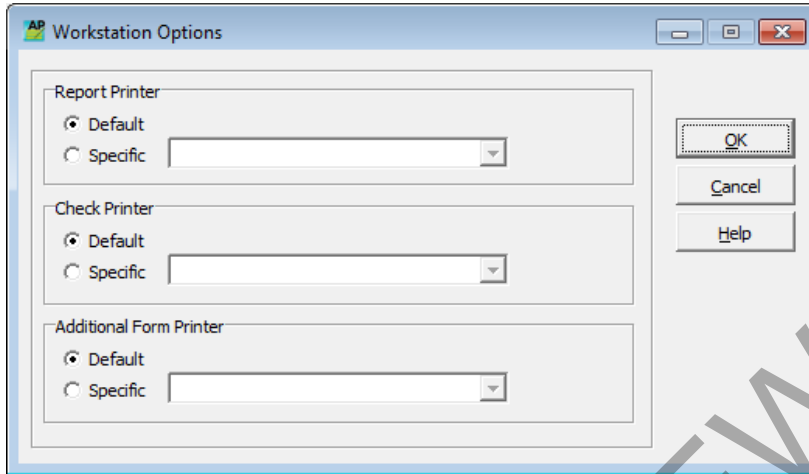 AP Workstation Options
Report Printer
Default
Specific
Check Printer
Default
Specific
Additional Form Printer
Default
Specific
OK
Cancel
Help